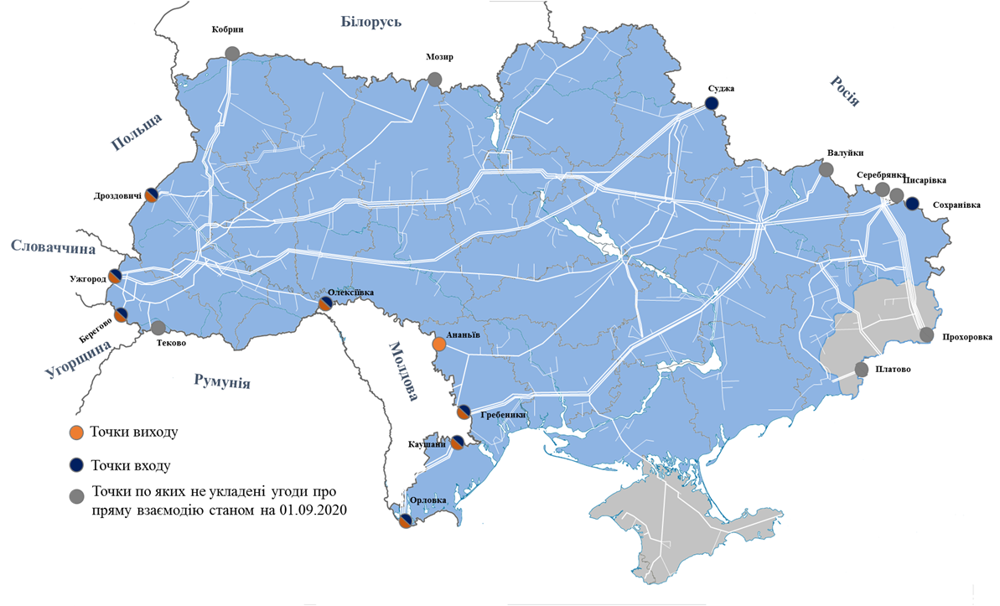 Білорусь
Кобрин
Мозир
Росія
Суджа
Польща
Валуйки
Серебрянка
Писарівка
Сохранівка
Дроздовичі
Словаччина
Ужгород
Олексіївка
Берегово
Теково
Ананьїв
Прохоровка
Угорщина
Молдова
Платово
Румунія
Гребеники
Каушани
Орловка
Точки виходу
Точки входу
Точки по яких не укладені угоди про
пряму взаємодію станом на 01.09.2020